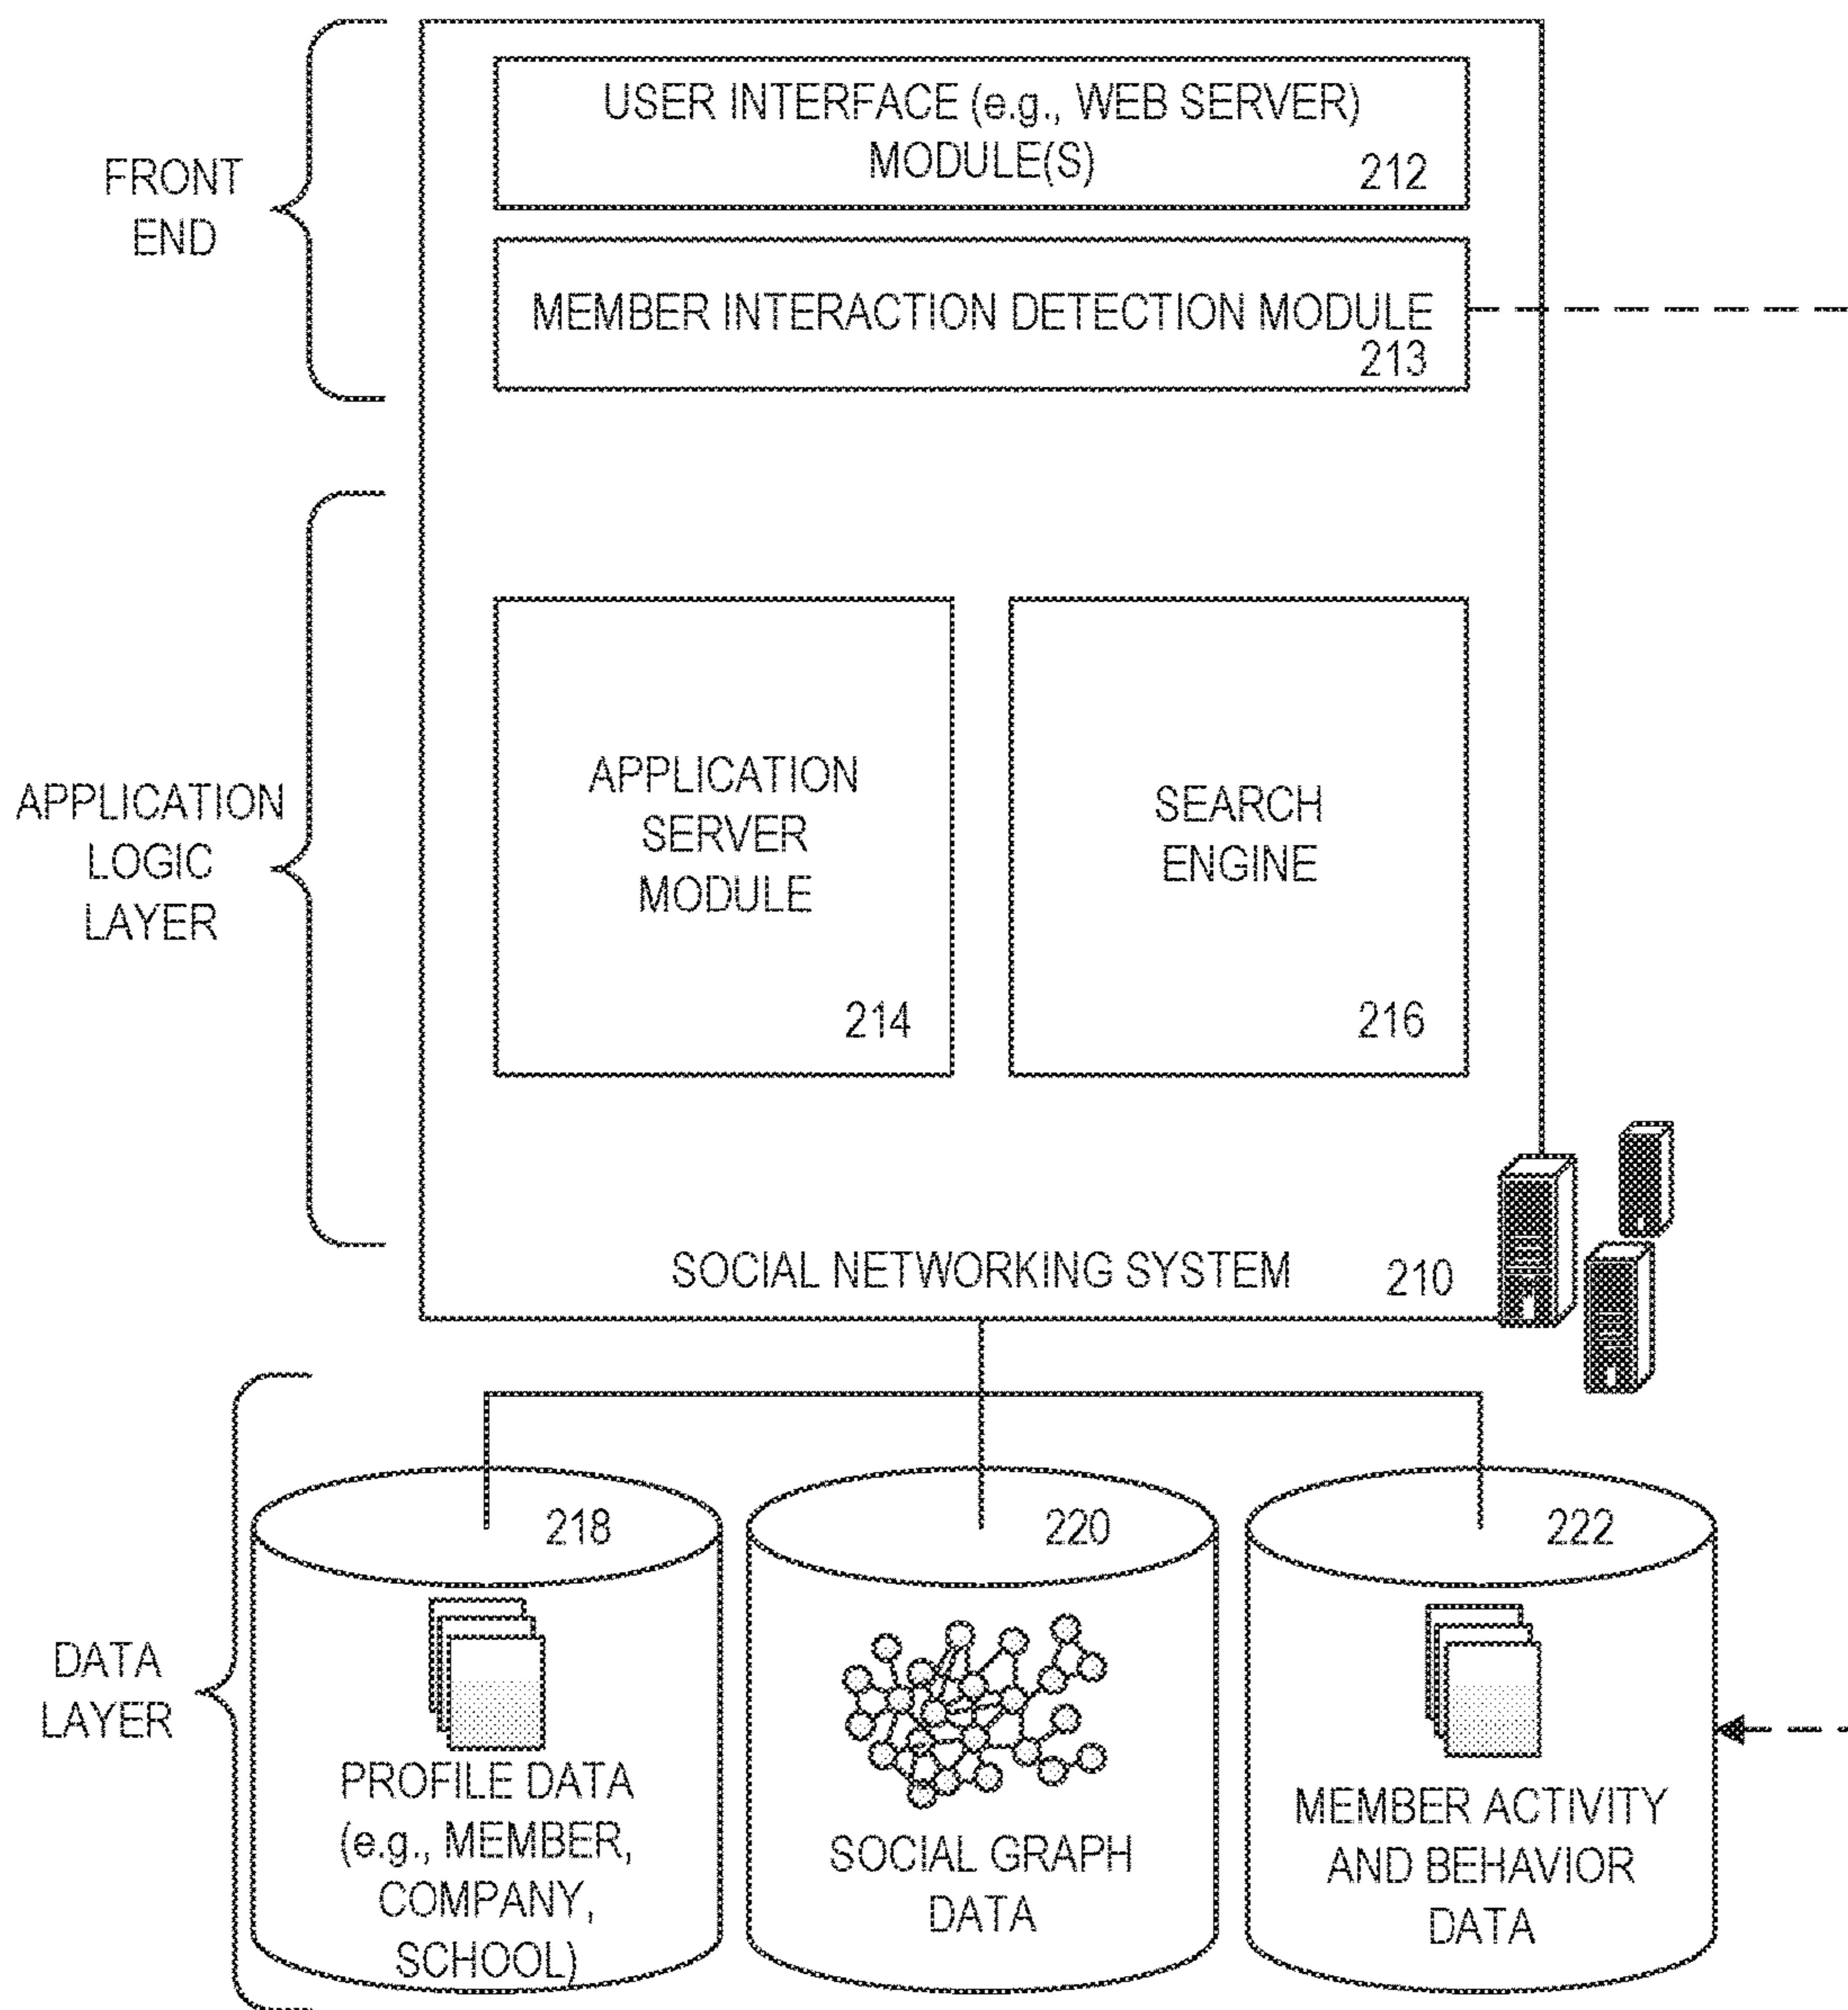 FRONT
END
USER INTERFACE (e.g., WEB SERVER)
MODULE(S)
212
MEMBER INTERACTION DETECTION MODULE
213
APPLICATION
LOGIC
LAYER
APPLICATION
SERVER
MODULE
214
SEARCH
ENGINE
216
SOCIAL NETWORKING SYSTEM
210
DATA
LAYER
218
PROFILE DATA
(e.g., MEMBER,
COMPANY,
SCHOOL)
220
SOCIAL GRAPH
DATA
222
MEMBER ACTIVITY
AND BEHAVIOR
DATA